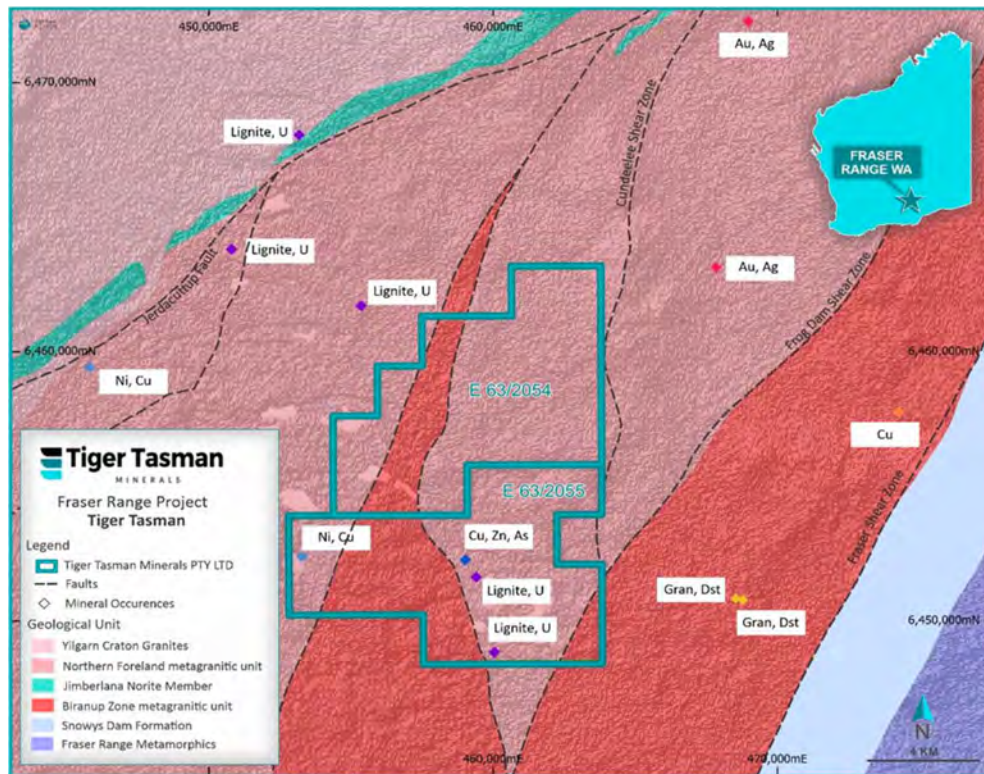 450,000mE
460,000mE
Au, Ag
6,470,000mN
Lignite, U
Cundeelee Shear Zone
FRASER
RANGE WA
Lignite, U
Jerdacuttup Fault
Lignite, U
Au, Ag
Frog Dam Shear Zone
6,460,000mN
6,460,000mN
Ni, Cu
E 63/2054
Cu
E 63/2055
Fraser Shear Zone
Ni, Cu
Cu, Zn, As
Lignite, U
Gran, Dst
Gran, Dst
Lignite, U
6,450,000mN
Tiger Tasman
MINERALS
Fraser Range Project
Tiger Tasman
Legend
Tiger Tasman Minerals PTY LTD
Faults
Mineral Occurences
Geological Unit
Yilgarn Craton Granites
Northern Foreland metagranitic unit
Jimberlana Norite Member
Biranup Zone metagranitic unit
Snowys Dam Formation
Fraser Range Metamorphics
N
4 KM
460,000mE
470,000mE